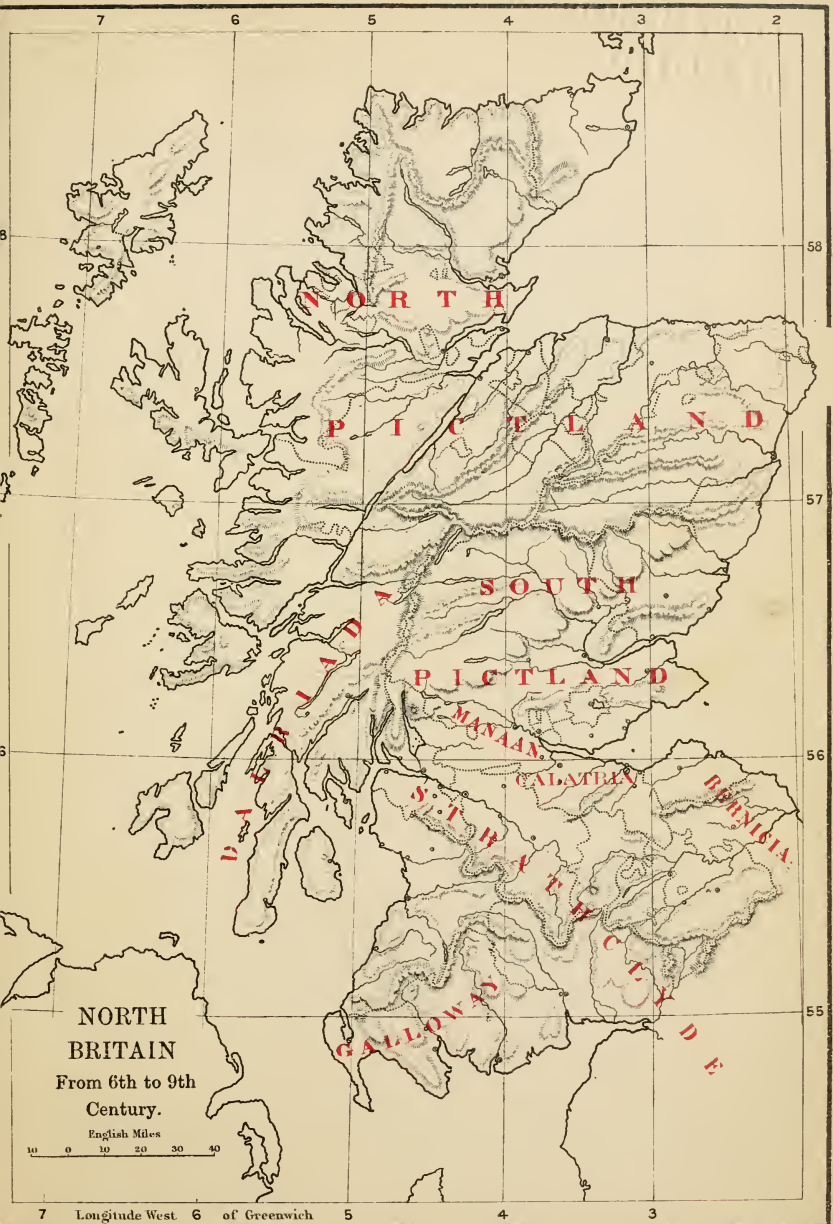 7 6 5 4 3 2
58
NORTH
PICTLAND
57
SOUTH
DALRIADA
PICTLAND
MANAAN
56
CALATRIA
BERNICIA
STRATHCLYDE
55
GALLOWAY
NORTH
BRITAIN
From 6th to 9th
Century.
English Miles
10 0 10 20 30 40
7 Longitude West 6 of Greenwich 5 4 3